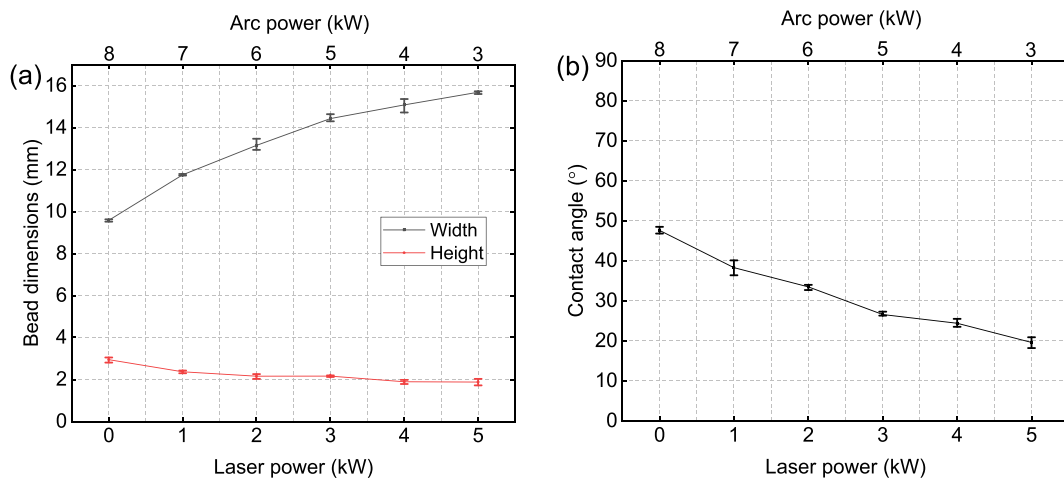 Arc power (kW)
8 7 6 5 4 3
(a)
16
14
12
10
8
6
4
2
0
Bead dimensions (mm)
Width
Height
0 1 2 3 4 5
Laser power (kW)
Arc power (kW)
8 7 6 5 4 3
(b)
90
80
70
60
50
40
30
20
10
0
Contact angle (°)
0 1 2 3 4 5
Laser power (kW)